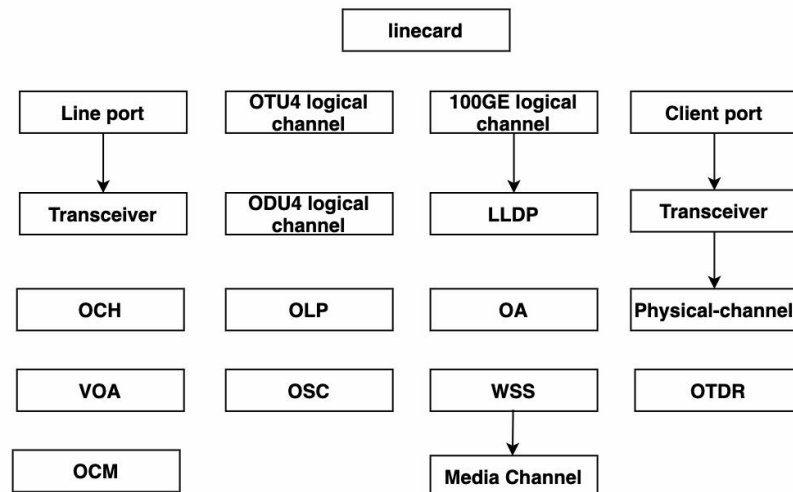 linecard
Line port
OTU4 logical
channel
100GE logical
channel
Client port
Transceiver
ODU4 logical
channel
LLDP
Transceiver
OCH
OLP
OA
Physical-channel
VOA
OSC
WSS
OTDR
OCM
Media Channel